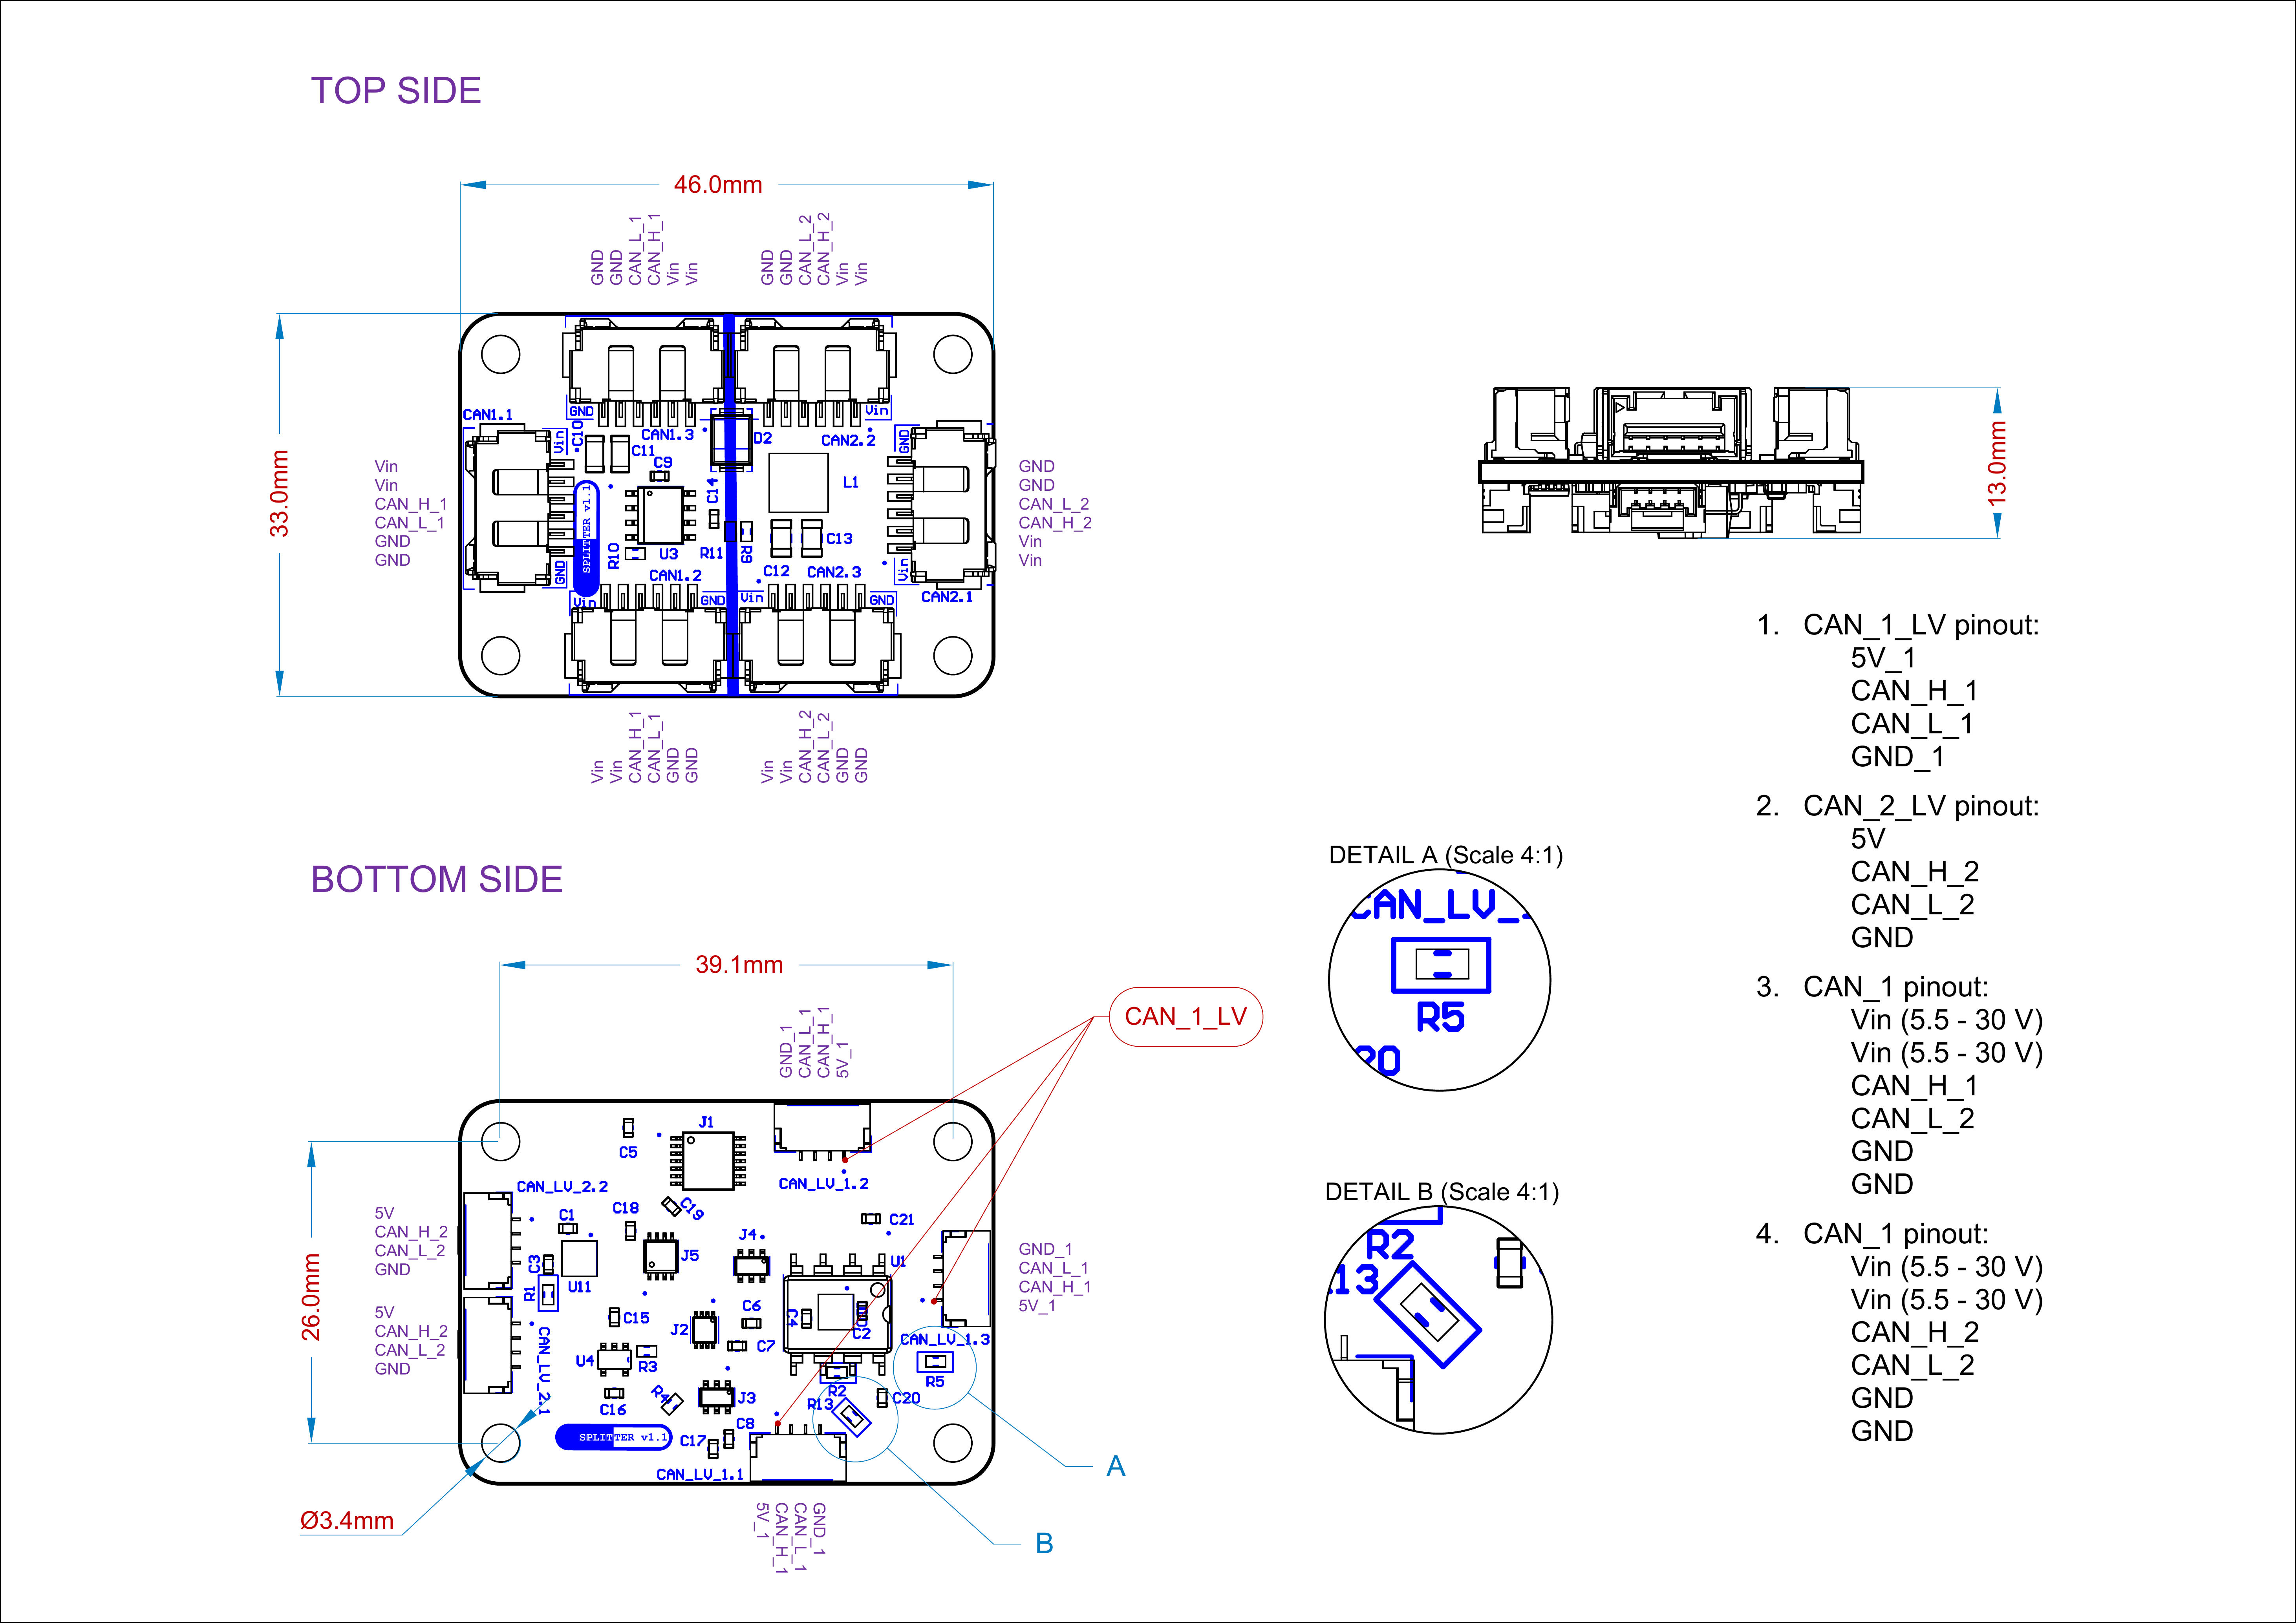 TOP SIDE
46.0mm
GND
GND
CAN_L_1
CAN_H_1
Vin
Vin
GND
GND
CAN_L_2
CAN_H_2
Vin
Vin
33.0mm
CAN1.1
Vin
Vin
CAN_H_1
CAN_L_1
GND
GND
GND
Vin
C10
C11
CAN1.3
C9
D2
Vin
CAN2.2
GND
L1
C14
SPLITTER v1.1
R10
U3
R11
R9
C13
C12
CAN1.2
CAN2.3
GND
Vin
GND
Vin
GND
Vin
CAN2.1
GND
GND
CAN_L_2
CAN_H_2
Vin
Vin
Vin
Vin
CAN_H_1
CAN_L_1
GND
GND
Vin
Vin
CAN_H_2
CAN_L_2
GND
GND
13.0mm
1. CAN_1_LV pinout:
5V_1
CAN_H_1
CAN_L_1
GND_1
2. CAN_2_LV pinout:
5V
CAN_H_2
CAN_L_2
GND
3. CAN_1 pinout:
Vin (5.5 - 30 V)
Vin (5.5 - 30 V)
CAN_H_1
CAN_L_2
GND
GND
4. CAN_1 pinout:
Vin (5.5 - 30 V)
Vin (5.5 - 30 V)
CAN_H_2
CAN_L_2
GND
GND
BOTTOM SIDE
39.1mm
CAN_1_LV
GND_1
CAN_L_1
CAN_H_1
5V_1
26.0mm
5V
CAN_H_2
CAN_L_2
GND
5V
CAN_H_2
CAN_L_2
GND
J1
C5
CAN_LV_1.2
CAN_LV_2.2
C1
C18
C19
C21
J4
J5
U1
C3
U11
R1
C15
J2
C6
C7
C4
C2
CAN_LV_1.3
CAN_LV_2.1
U4
R3
R4
C16
J3
R2
R5
R13
C20
C8
C17
SPLITTER v1.1
CAN_LV_1.1
GND_1
CAN_L_1
CAN_H_1
5V_1
5V_1
CAN_H_1
CAN_L_1
GND_1
Ø3.4mm
A
B
DETAIL A (Scale 4:1)
CAN_LV_
R5
20
DETAIL B (Scale 4:1)
R2
.13